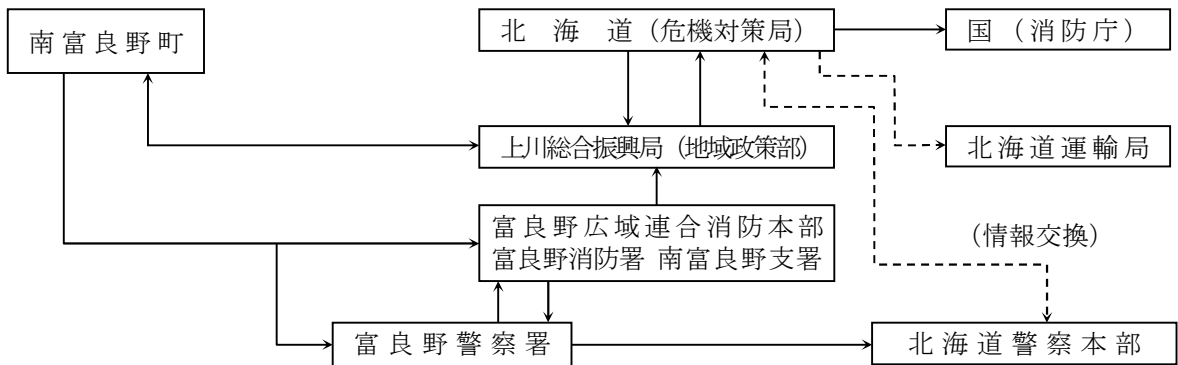 南富良野町
北海道（危機対策局）
国（消防庁）
上川総合振興局（地域政策部）
北海道運輸局
富良野広域連合消防本部
富良野消防署 南富良野支署
（情報交換）
富良野警察署
北海道警察本部